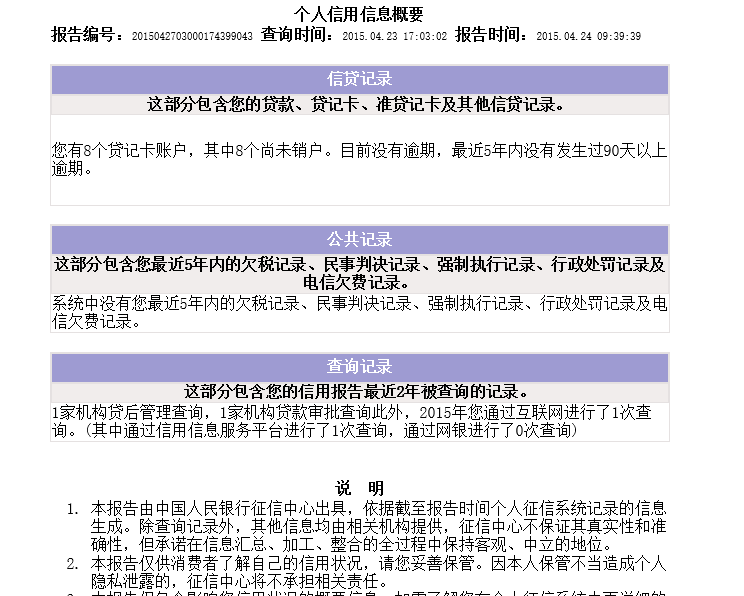 个人信用信息概要
报告编号：2015042703000174399043 查询时间：2015.04.23 17:03:02 报告时间：2015.04.24 09:39:39
信贷记录
这部分包含您的贷款、贷记卡、准贷记卡及其他信贷记录。
您有8个贷记卡账户，其中8个尚未销户。目前没有逾期，最近5年内没有发生过90天以上
逾期。
公共记录
这部分包含您最近5年内的欠税记录、民事判决记录、强制执行记录、行政处罚记录及
电信欠费记录。
系统中没有您最近5年内的欠税记录、民事判决记录、强制执行记录、行政处罚记录及电
信欠费记录。
查询记录
这部分包含您的信用报告最近2年被查询的记录。
1家机构贷后管理查询，1家机构贷款审批查询此外，2015年您通过互联网进行了1次查
询。(其中通过信用信息服务平台进行了1次查询，通过网银进行了0次查询)
说 明
1. 本报告由中国人民银行征信中心出具，依据截至报告时间个人征信系统记录的信息
生成。除查询记录外，其他信息均由相关机构提供，征信中心不保证其真实性和准
确性，但承诺在信息汇总、加工、整合的全过程中保持客观、中立的地位。
2. 本报告仅供消费者了解自己的信用状况，请您妥善保管。因本人保管不当造成个人
隐私泄露的，征信中心将不承担相关责任。